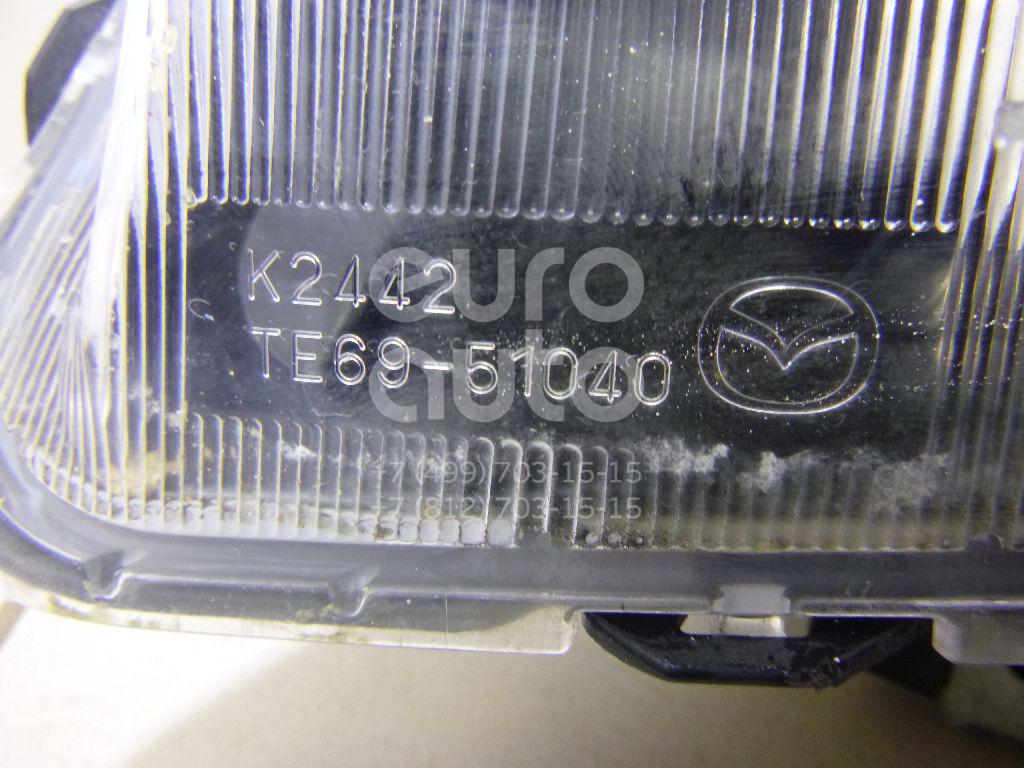 K2442
TE69-51040
euro
auto
+7 (499) 703-15-15
+7 (812) 703-15-15